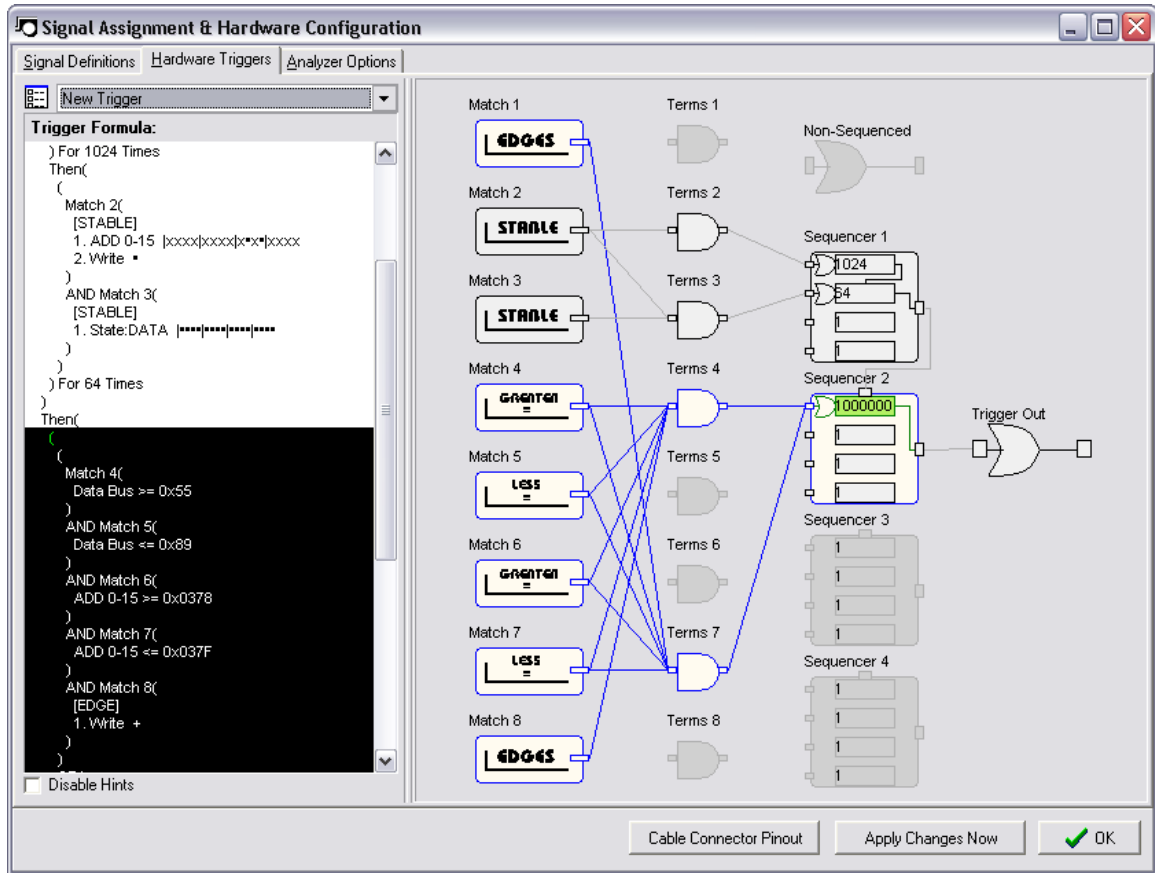 Signal Assignment & Hardware Configuration
Signal Definitions
Hardware Triggers
Analyzer Options
New Trigger
Trigger Formula:
) For 1024 Times
Then(
(
Match 2(
[STABLE]
1. ADD 0-15 |xxxx|xxxx|x▪x▪|xxxx
2. Write ▪
)
AND Match 3(
[STABLE]
1. State:DATA |▪▪▪▪|▪▪▪▪|▪▪▪▪|▪▪▪▪
)
)
) For 64 Times
)
Then(
(
(
Match 4(
Data Bus >= 0x55
)
AND Match 5(
Data Bus <= 0x89
)
AND Match 6(
ADD 0-15 >= 0x0378
)
AND Match 7(
ADD 0-15 <= 0x037F
)
AND Match 8(
[EDGE]
1. Write +
)
)
Disable Hints
Match 1
EDGES
Match 2
STABLE
Match 3
STABLE
Match 4
GREATER
=
Match 5
LESS
=
Match 6
GREATER
=
Match 7
LESS
=
Match 8
EDGES
Terms 1
Terms 2
Terms 3
Terms 4
Terms 5
Terms 6
Terms 7
Terms 8
Non-Sequenced
Sequencer 1
1024
64
1
1
Sequencer 2
1000000
1
1
1
Sequencer 3
1
1
1
1
Sequencer 4
1
1
1
1
Trigger Out
Cable Connector Pinout
Apply Changes Now
OK